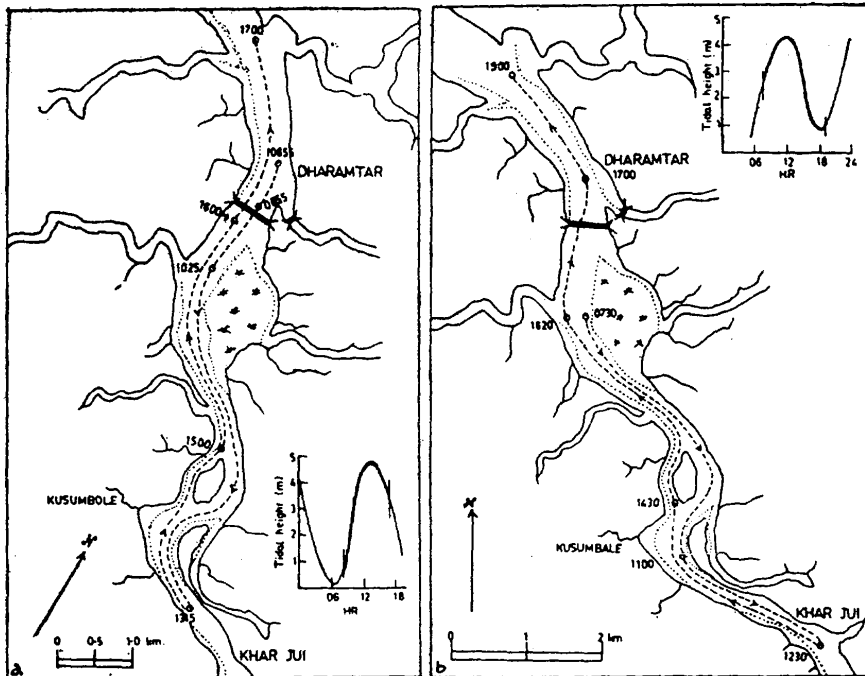 1700
DHARAMTAR
1600
1025
1500
KUSUMBOLE
N
0 0·5 1·0 km.
KHAR JUI
a
Tidal height (m)
5
4
3
2
1
06 12 18
HR
1900
DHARAMTAR
1700
1820
0730
1430
N
KUSUMBALE
1100
KHAR JUI
1230
0 1 2 km
b
Tidal height (m)
5
4
3
2
1
06 12 18 24
HR